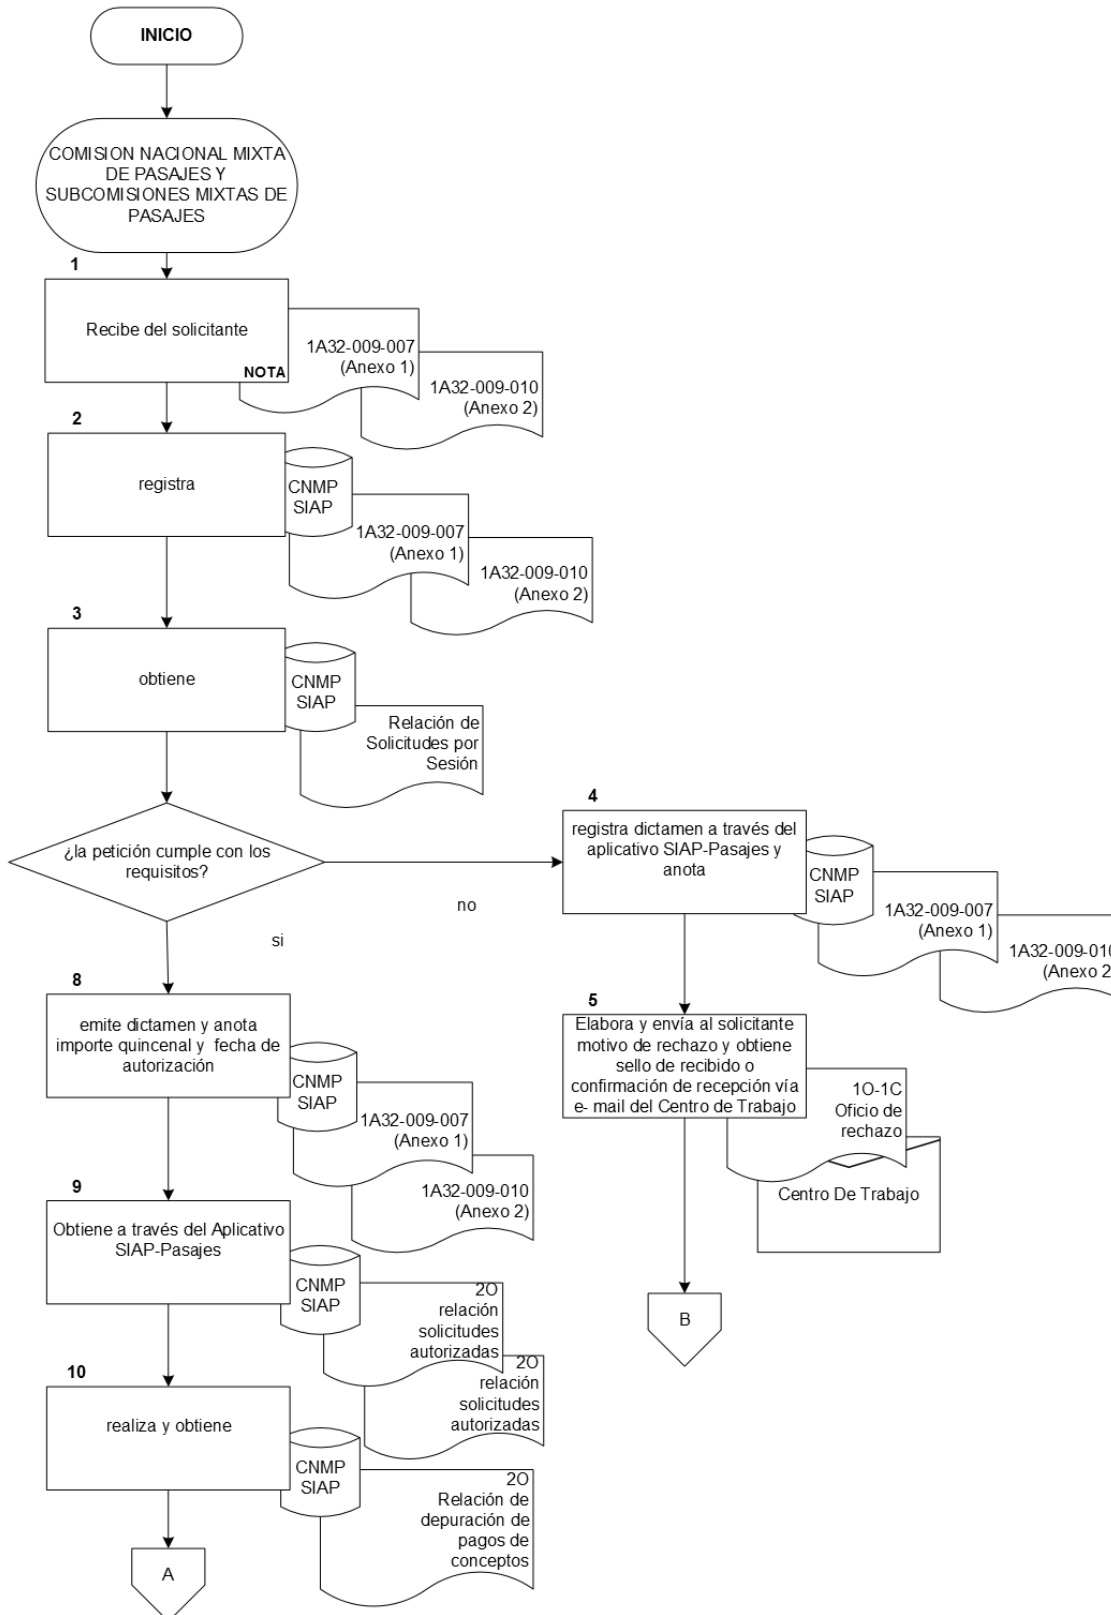 INICIO
COMISION NACIONAL MIXTA
DE PASAJES Y
SUBCOMISIONES MIXTAS DE
PASAJES
1
Recibe del solicitante
NOTA
1A32-009-007
(Anexo 1)
1A32-009-010
(Anexo 2)
2
registra
CNMP
SIAP
1A32-009-007
(Anexo 1)
1A32-009-010
(Anexo 2)
3
obtiene
CNMP
SIAP
Relación de
Solicitudes por
Sesión
¿la petición cumple con los
requisitos?
no
si
4
registra dictamen a través del
aplicativo SIAP-Pasajes y
anota
CNMP
SIAP
1A32-009-007
(Anexo 1)
1A32-009-010
(Anexo 2
5
Elabora y envía al solicitante
motivo de rechazo y obtiene
sello de recibido o
confirmación de recepción vía
e- mail del Centro de Trabajo
1O-1C
Oficio de
rechazo
Centro De Trabajo
B
8
emite dictamen y anota
importe quincenal y fecha de
autorización
CNMP
SIAP
1A32-009-007
(Anexo 1)
1A32-009-010
(Anexo 2)
9
Obtiene a través del Aplicativo
SIAP-Pasajes
CNMP
SIAP
2O
relación
solicitudes
autorizadas
2O
relación
solicitudes
autorizadas
10
realiza y obtiene
CNMP
SIAP
2O
Relación de
depuración de
pagos de
conceptos
A